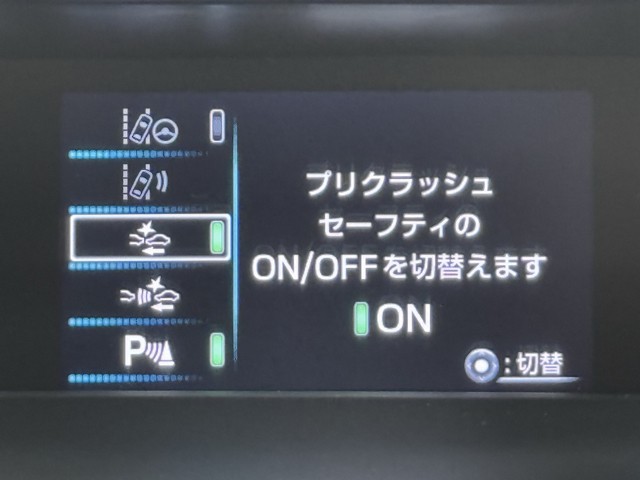 プリクラッシュ
セーフティの
ON/OFFを切替えます
ON
P
:切替